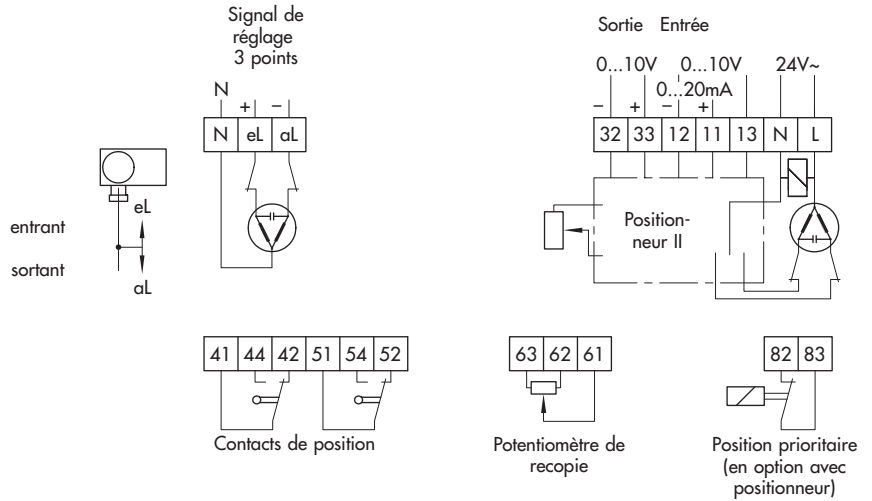 Signal de
réglage
3 points
N
+ −
N eL aL
eL
entrant
sortant
aL
Sortie Entrée
0...10V 0...10V 24V~
0...20mA
− + − +
32 33 12 11 13 N L
Position-
neur II
41 44 42 51 54 52
Contacts de position
63 62 61
Potentiomètre de
recopie
82 83
Position prioritaire
(en option avec
positionneur)